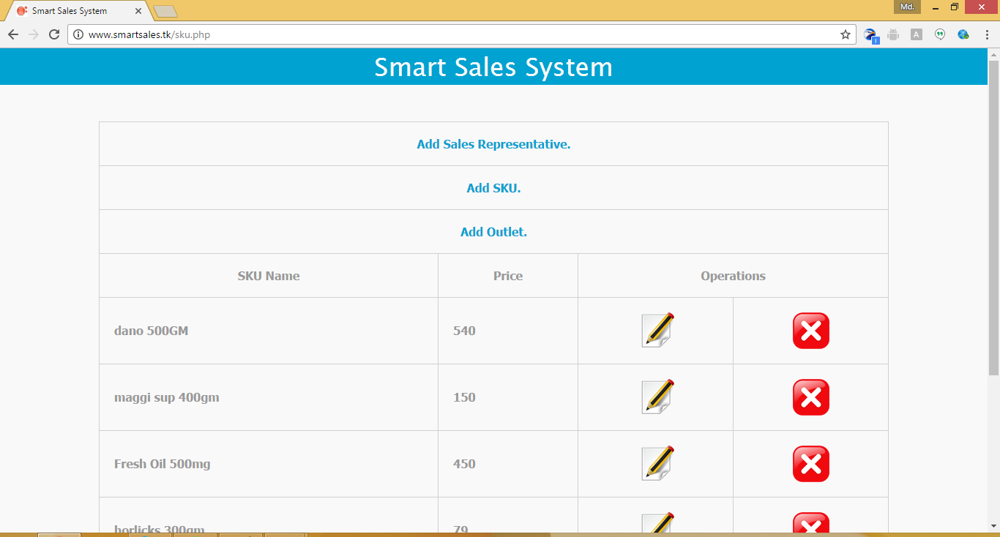 Smart Sales System
Md.
www.smartsales.tk/sku.php
A
Smart Sales System
Add Sales Representative.
Add SKU.
Add Outlet.
SKU Name Price Operations
dano 500GM 540
maggi sup 400gm 150
Fresh Oil 500mg 450
horlicks 300gm 79